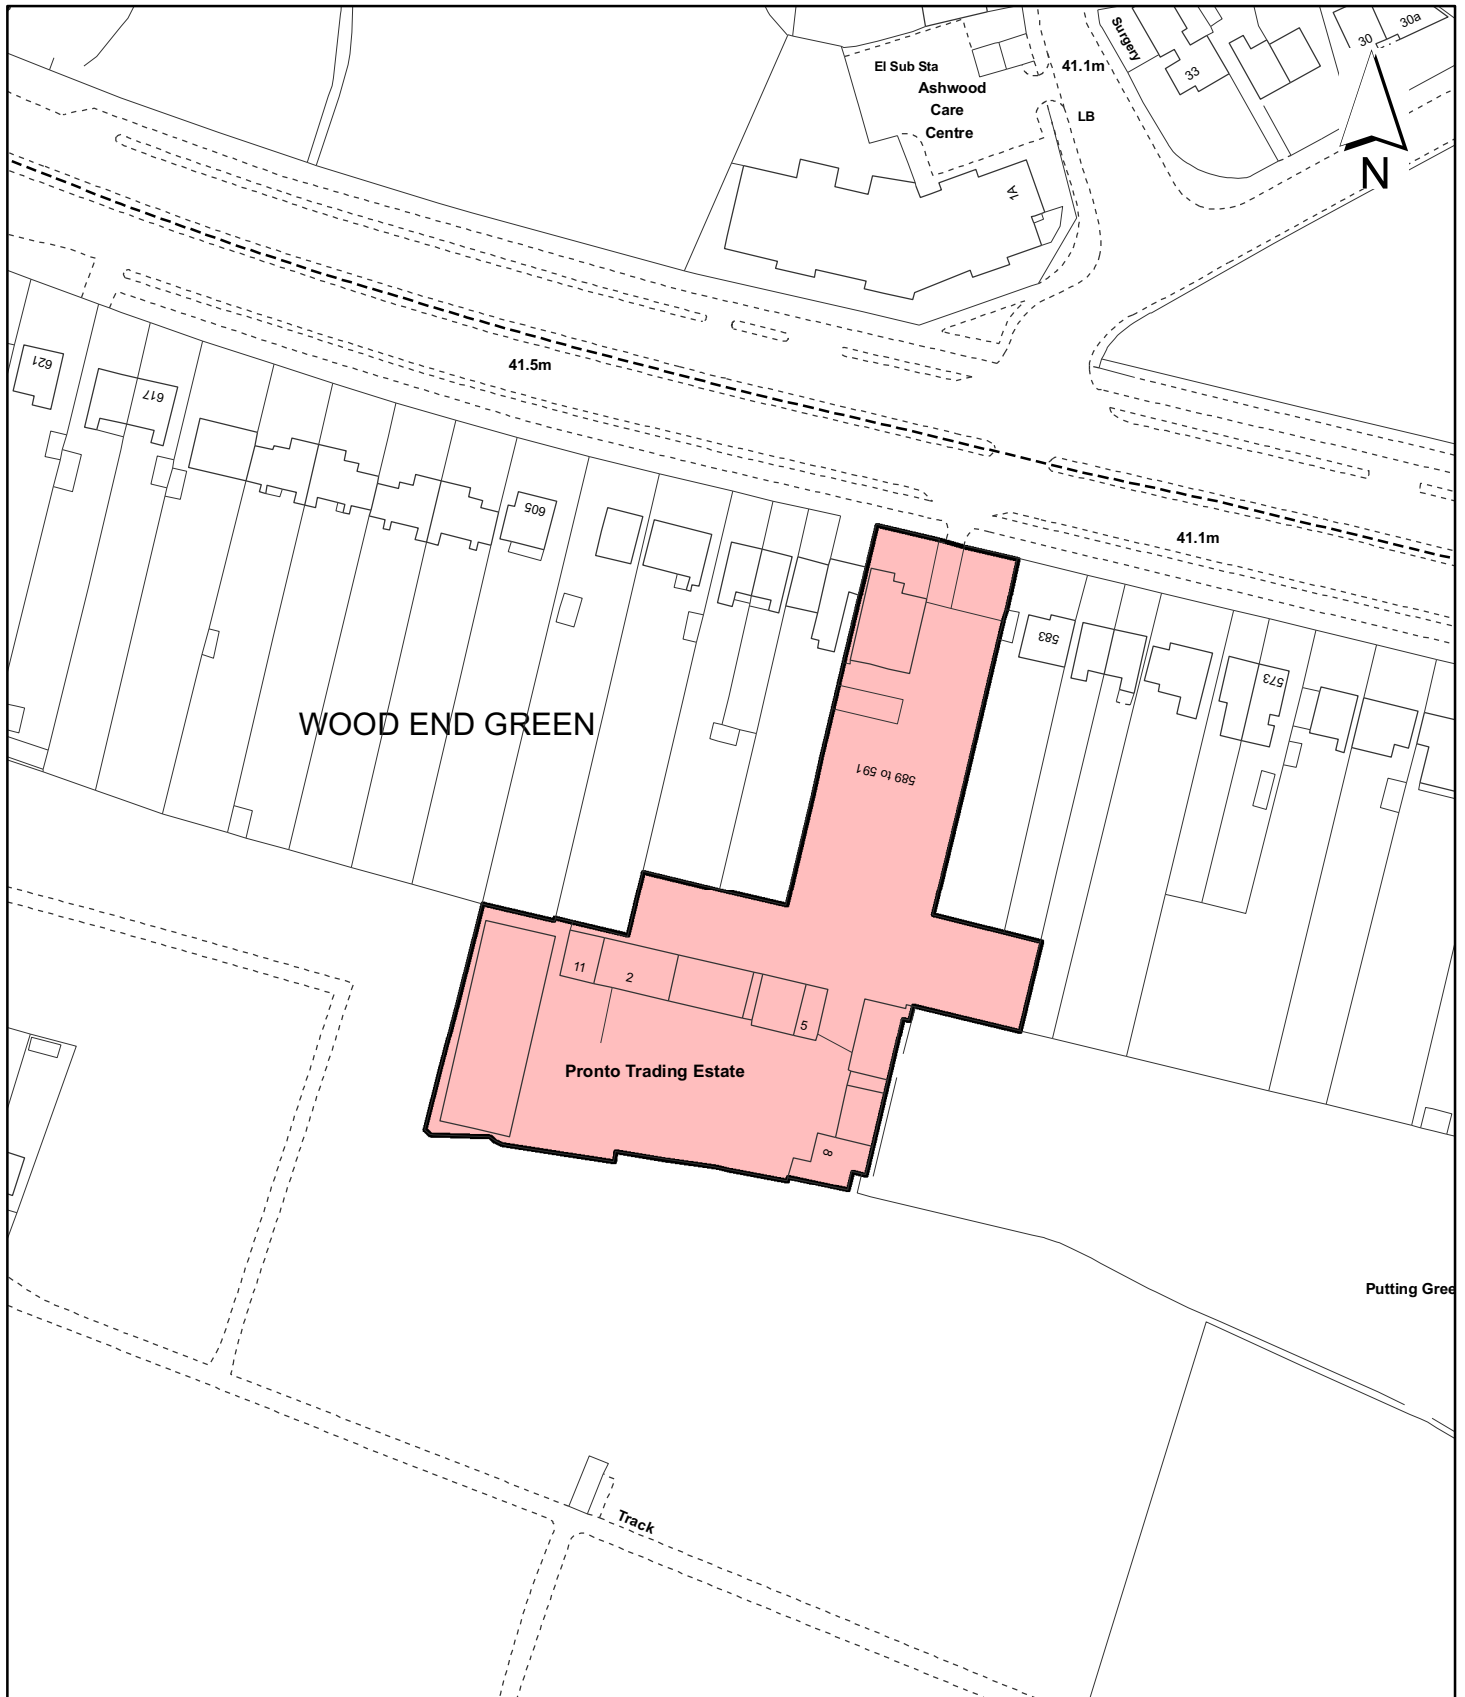 Surgery
30a
30
33
El Sub Sta
41.1m
Ashwood
Care
Centre
LB
N
1A
41.5m
621
617
605
41.1m
583
573
WOOD END GREEN
589 to 591
11
2
5
Pronto Trading Estate
8
Putting Gree
Track